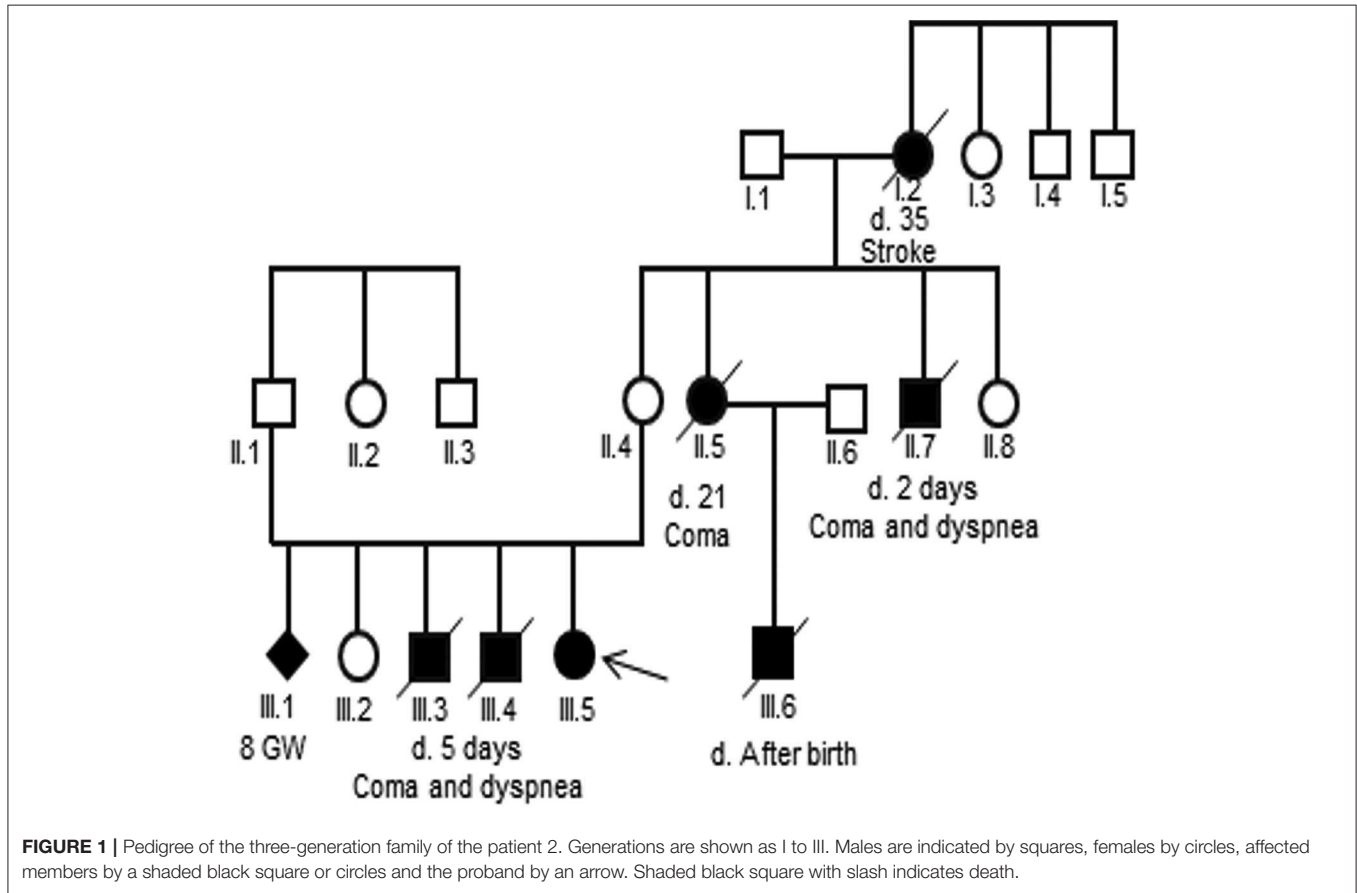 I.1
I.2
I.3
I.4
I.5
d. 35
Stroke
II.1
II.2
II.3
II.4
II.5
II.6
II.7
II.8
d. 21
Coma
d. 2 days
Coma and dyspnea
III.1
III.2
III.3
III.4
III.5
III.6
8 GW
d. 5 days
Coma and dyspnea
d. After birth
FIGURE 1 | Pedigree of the three-generation family of the patient 2. Generations are shown as I to III. Males are indicated by squares, females by circles, affected
members by a shaded black square or circles and the proband by an arrow. Shaded black square with slash indicates death.